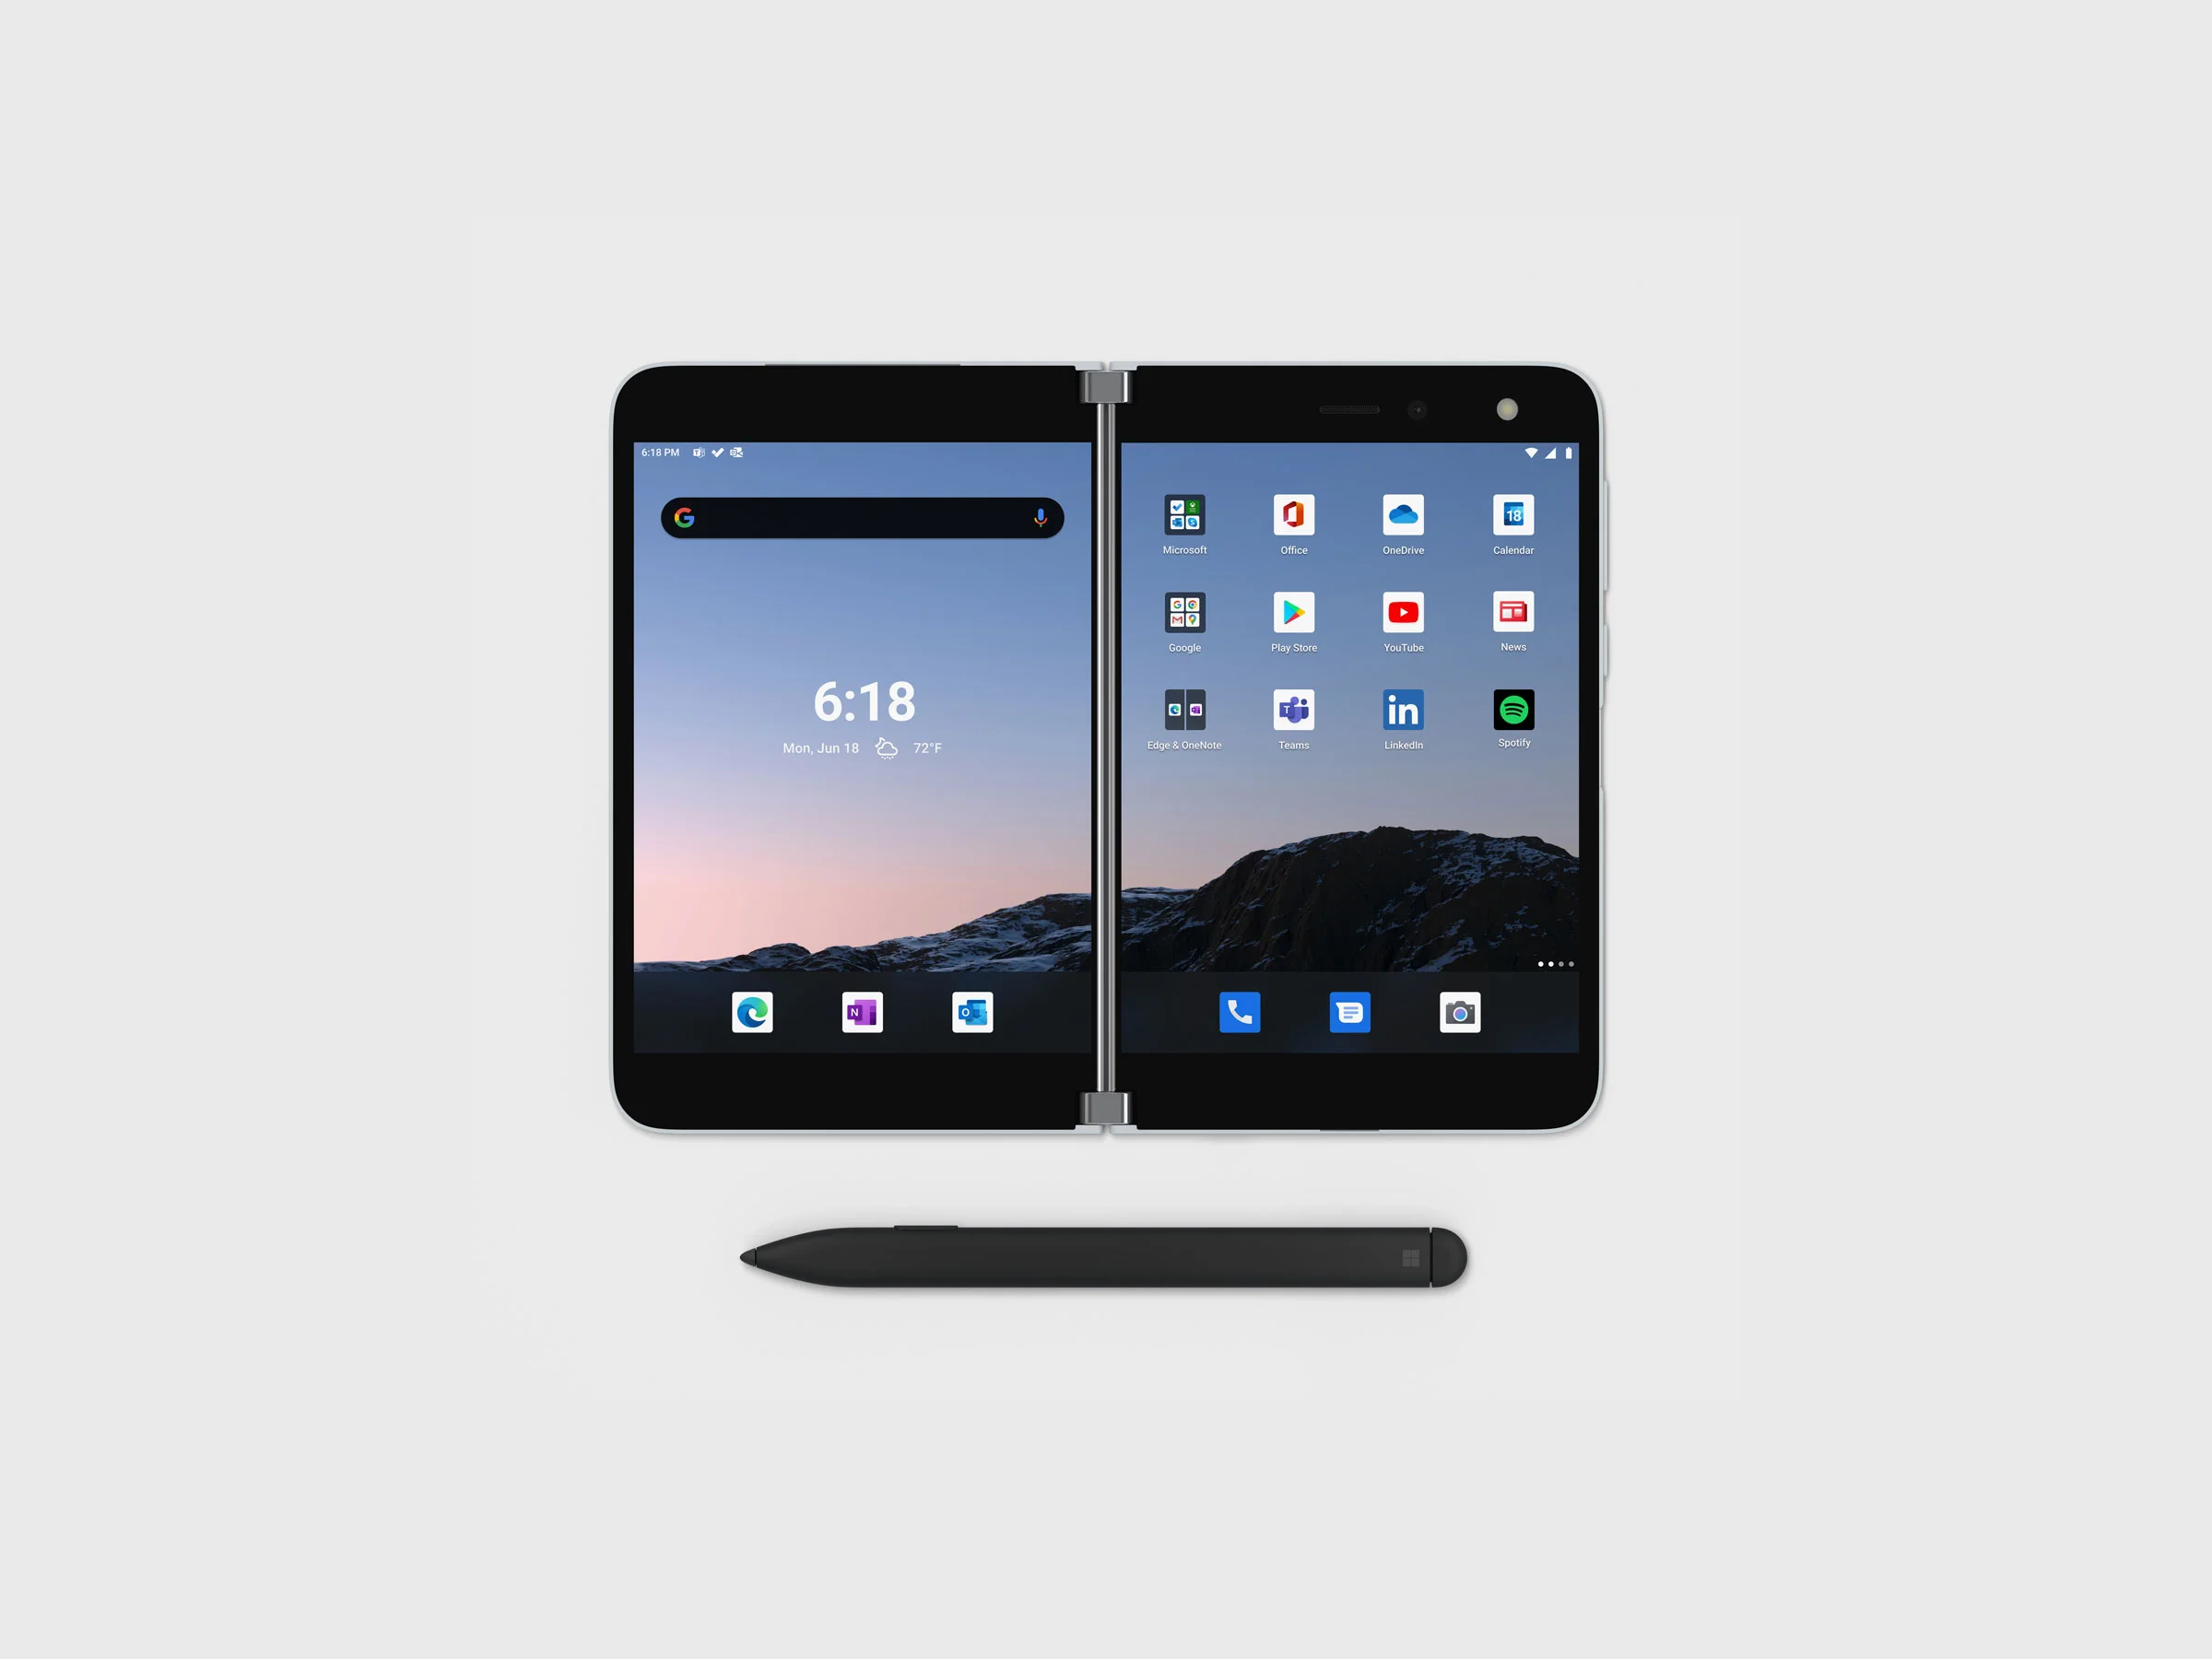 6:18 PM
6:18
Mon, Jun 18 72°F
18
Microsoft Office OneDrive Calendar
Google Play Store YouTube News
T in
Edge & OneNote Teams LinkedIn Spotify
N O